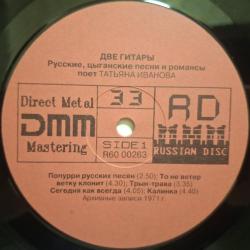 ДВЕ ГИТАРЫ
Русские, цыганские песни и романсы
поет ТАТЬЯНА ИВАНОВА
Direct Metal
DMM
Mastering
33
SIDE 1
R60 00263
RD
RUSSIAN DISC
Попурри русских песен (2.50); То не ветер
ветку клонит (4.30); Трын-трава (3.35)
Сегодня как всегда (4.05); Калинка (4.40)
Архивные записи 1971 г.